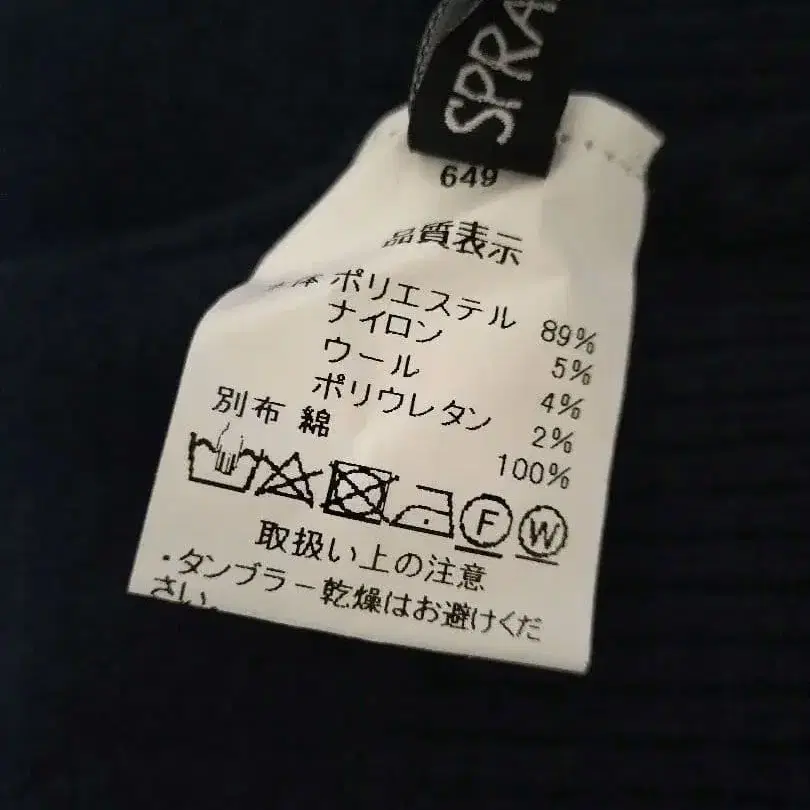 SPRA
649
品質表示
体 ポリエステル 89%
ナイロン 5%
ウール 4%
ポリウレタン 2%
別布 綿 100%
F W
取扱い上の注意
・タンブラー乾燥はお避けくだ
さい。